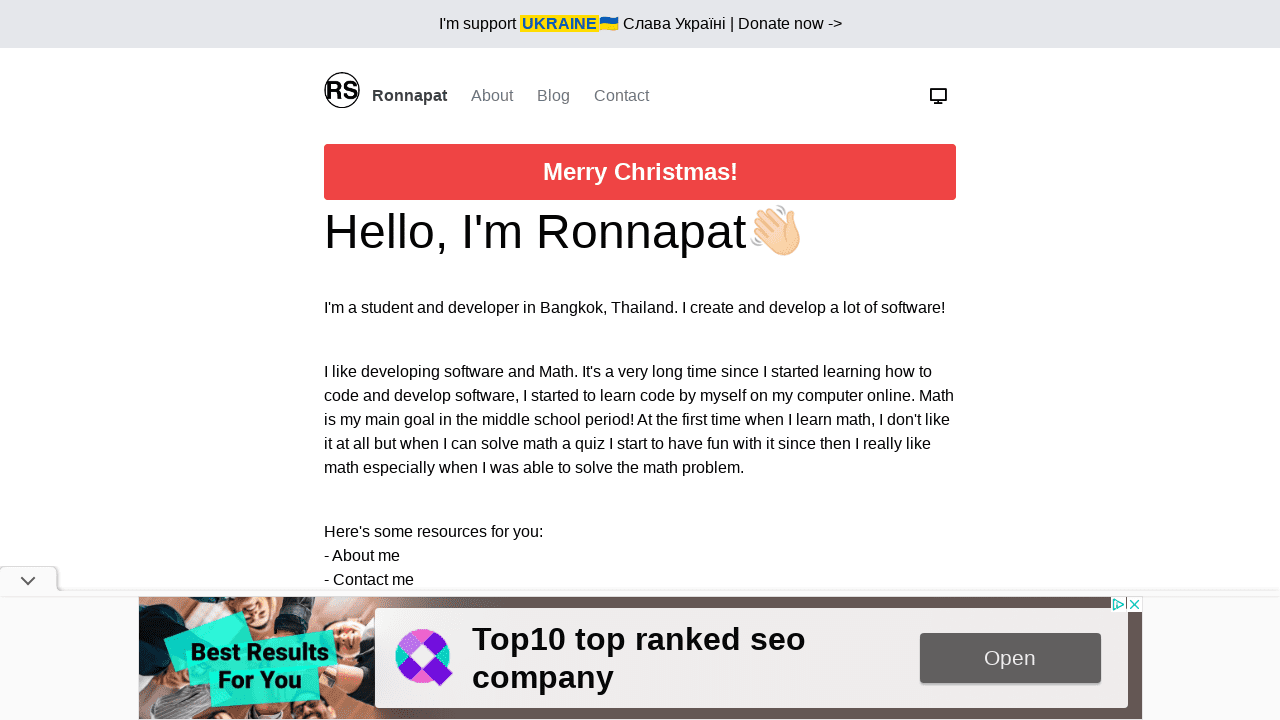 I'm support UKRAINE🇺🇦 Слава Україні | Donate now ->
RS Ronnapat About Blog Contact
Merry Christmas!
Hello, I'm Ronnapat👋🏻
I'm a student and developer in Bangkok, Thailand. I create and develop a lot of software!
I like developing software and Math. It's a very long time since I started learning how to
code and develop software, I started to learn code by myself on my computer online. Math
is my main goal in the middle school period! At the first time when I learn math, I don't like
it at all but when I can solve math a quiz I start to have fun with it since then I really like
math especially when I was able to solve the math problem.
Here's some resources for you:
- About me
- Contact me
Best Results
For You
Top10 top ranked seo
company
Open